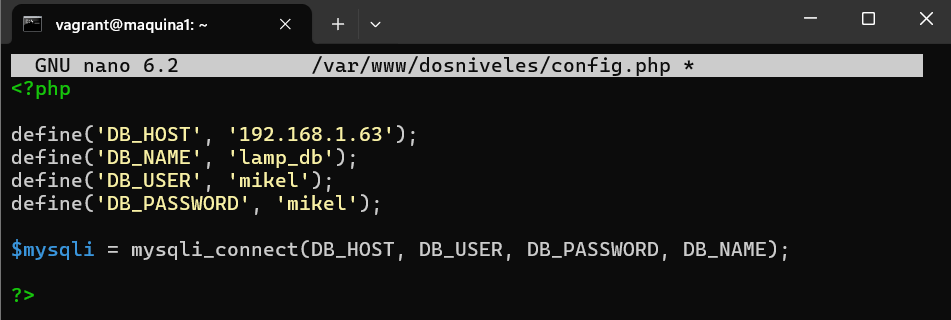 vagrant@maquina1: ~
GNU nano 6.2 /var/www/dosniveles/config.php *
<?php
define('DB_HOST', '192.168.1.63');
define('DB_NAME', 'lamp_db');
define('DB_USER', 'mikel');
define('DB_PASSWORD', 'mikel');
$mysqli = mysqli_connect(DB_HOST, DB_USER, DB_PASSWORD, DB_NAME);
?>